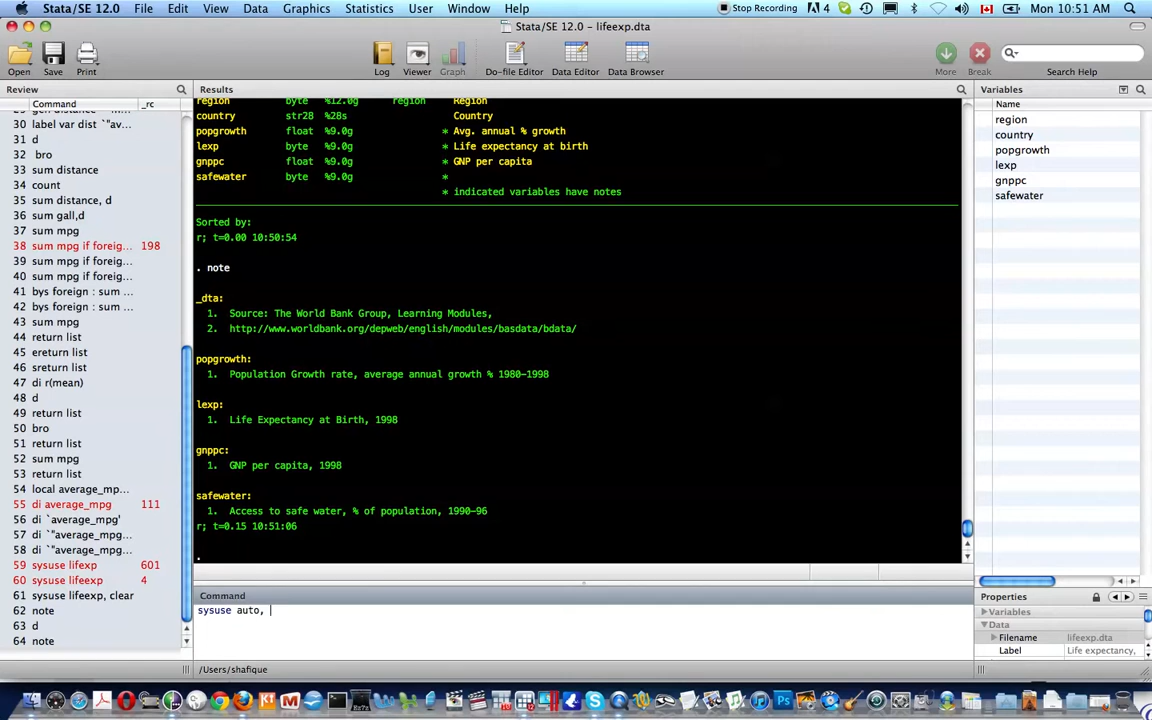 Stata/SE 12.0 File Edit View Data Graphics Statistics User Window Help Stop Recording 4 Mon 10:51 AM
Stata/SE 12.0 - lifeexp.dta
Open Save Print Log Viewer Graph Do-file Editor Data Editor Data Browser More Break Search Help
Review
Command _rc
30 label var dist `"av...
31 d
32 bro
33 sum distance
34 count
35 sum distance, d
36 sum gall,d
37 sum mpg
38 sum mpg if foreig... 198
39 sum mpg if foreig...
40 sum mpg if foreig...
41 bys foreign : sum ...
42 bys foreign : sum ...
43 sum mpg
44 return list
45 ereturn list
46 sreturn list
47 di r(mean)
48 d
49 return list
50 bro
51 return list
52 sum mpg
53 return list
54 local average_mp...
55 di average_mpg 111
56 di `average_mpg'
57 di `"average_mpg...
58 di `"average_mpg...
59 sysuse lifexp 601
60 sysuse lifeexp 4
61 sysuse lifeexp, clear
62 note
63 d
64 note
Results
region byte %12.0g region Region
country str28 %28s Country
popgrowth float %9.0g * Avg. annual % growth
lexp byte %9.0g * Life expectancy at birth
gnppc float %9.0g * GNP per capita
safewater byte %9.0g *
* indicated variables have notes
Sorted by:
r; t=0.00 10:50:54
. note
_dta:
1. Source: The World Bank Group, Learning Modules,
2. http://www.worldbank.org/depweb/english/modules/basdata/bdata/
popgrowth:
1. Population Growth rate, average annual growth % 1980-1998
lexp:
1. Life Expectancy at Birth, 1998
gnppc:
1. GNP per capita, 1998
safewater:
1. Access to safe water, % of population, 1990-96
r; t=0.15 10:51:06
.
Command
sysuse auto,
/Users/shafique
Variables
Name
region
country
popgrowth
lexp
gnppc
safewater
Properties
Variables
Data
Filename lifeexp.dta
Label Life expectancy,